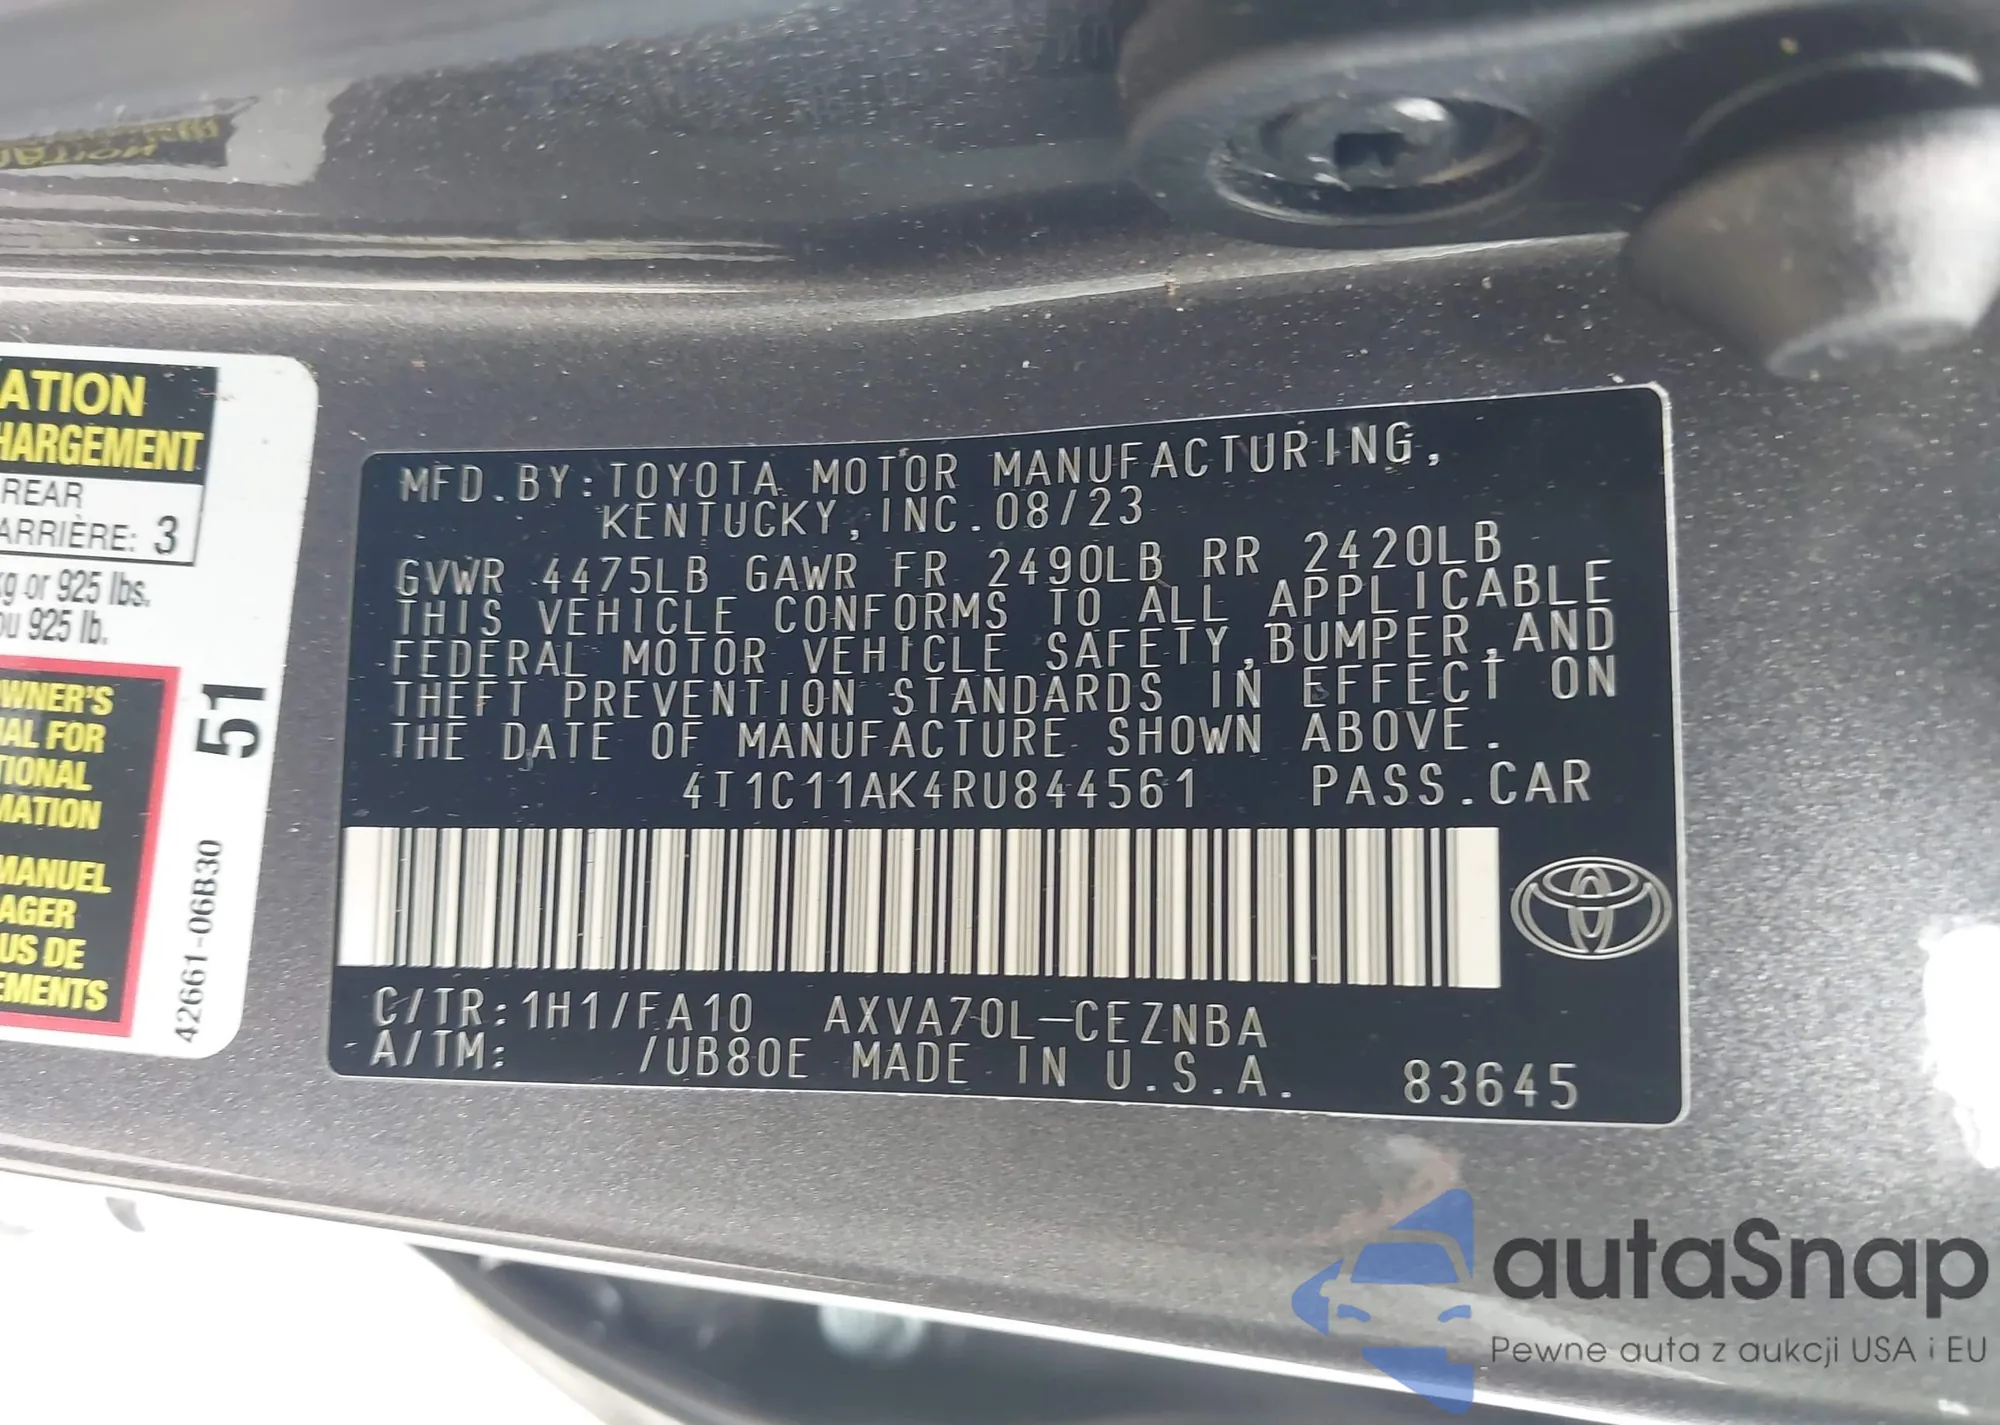 ATION
HARGEMENT
REAR
ARRIÈRE: 3
kg or 925 lbs.
ou 925 lb.
OWNER'S
AL FOR
TIONAL
MATION
MANUEL
AGER
US DE
EMENTS
51
42661-06B30
MFD.BY:TOYOTA MOTOR MANUFACTURING,
KENTUCKY,INC.08/23
GVWR 4475LB GAWR FR 2490LB RR 2420LB
THIS VEHICLE CONFORMS TO ALL APPLICABLE
FEDERAL MOTOR VEHICLE SAFETY,BUMPER,AND
THEFT PREVENTION STANDARDS IN EFFECT ON
THE DATE OF MANUFACTURE SHOWN ABOVE.
4T1C11AK4RU844561 PASS.CAR
C/TR:1H1/FA10 AXVA70L-CEZNBA
A/TM: /UB80E MADE IN U.S.A. 83645
autaSnap
Pewne auta z aukcji USA i EU